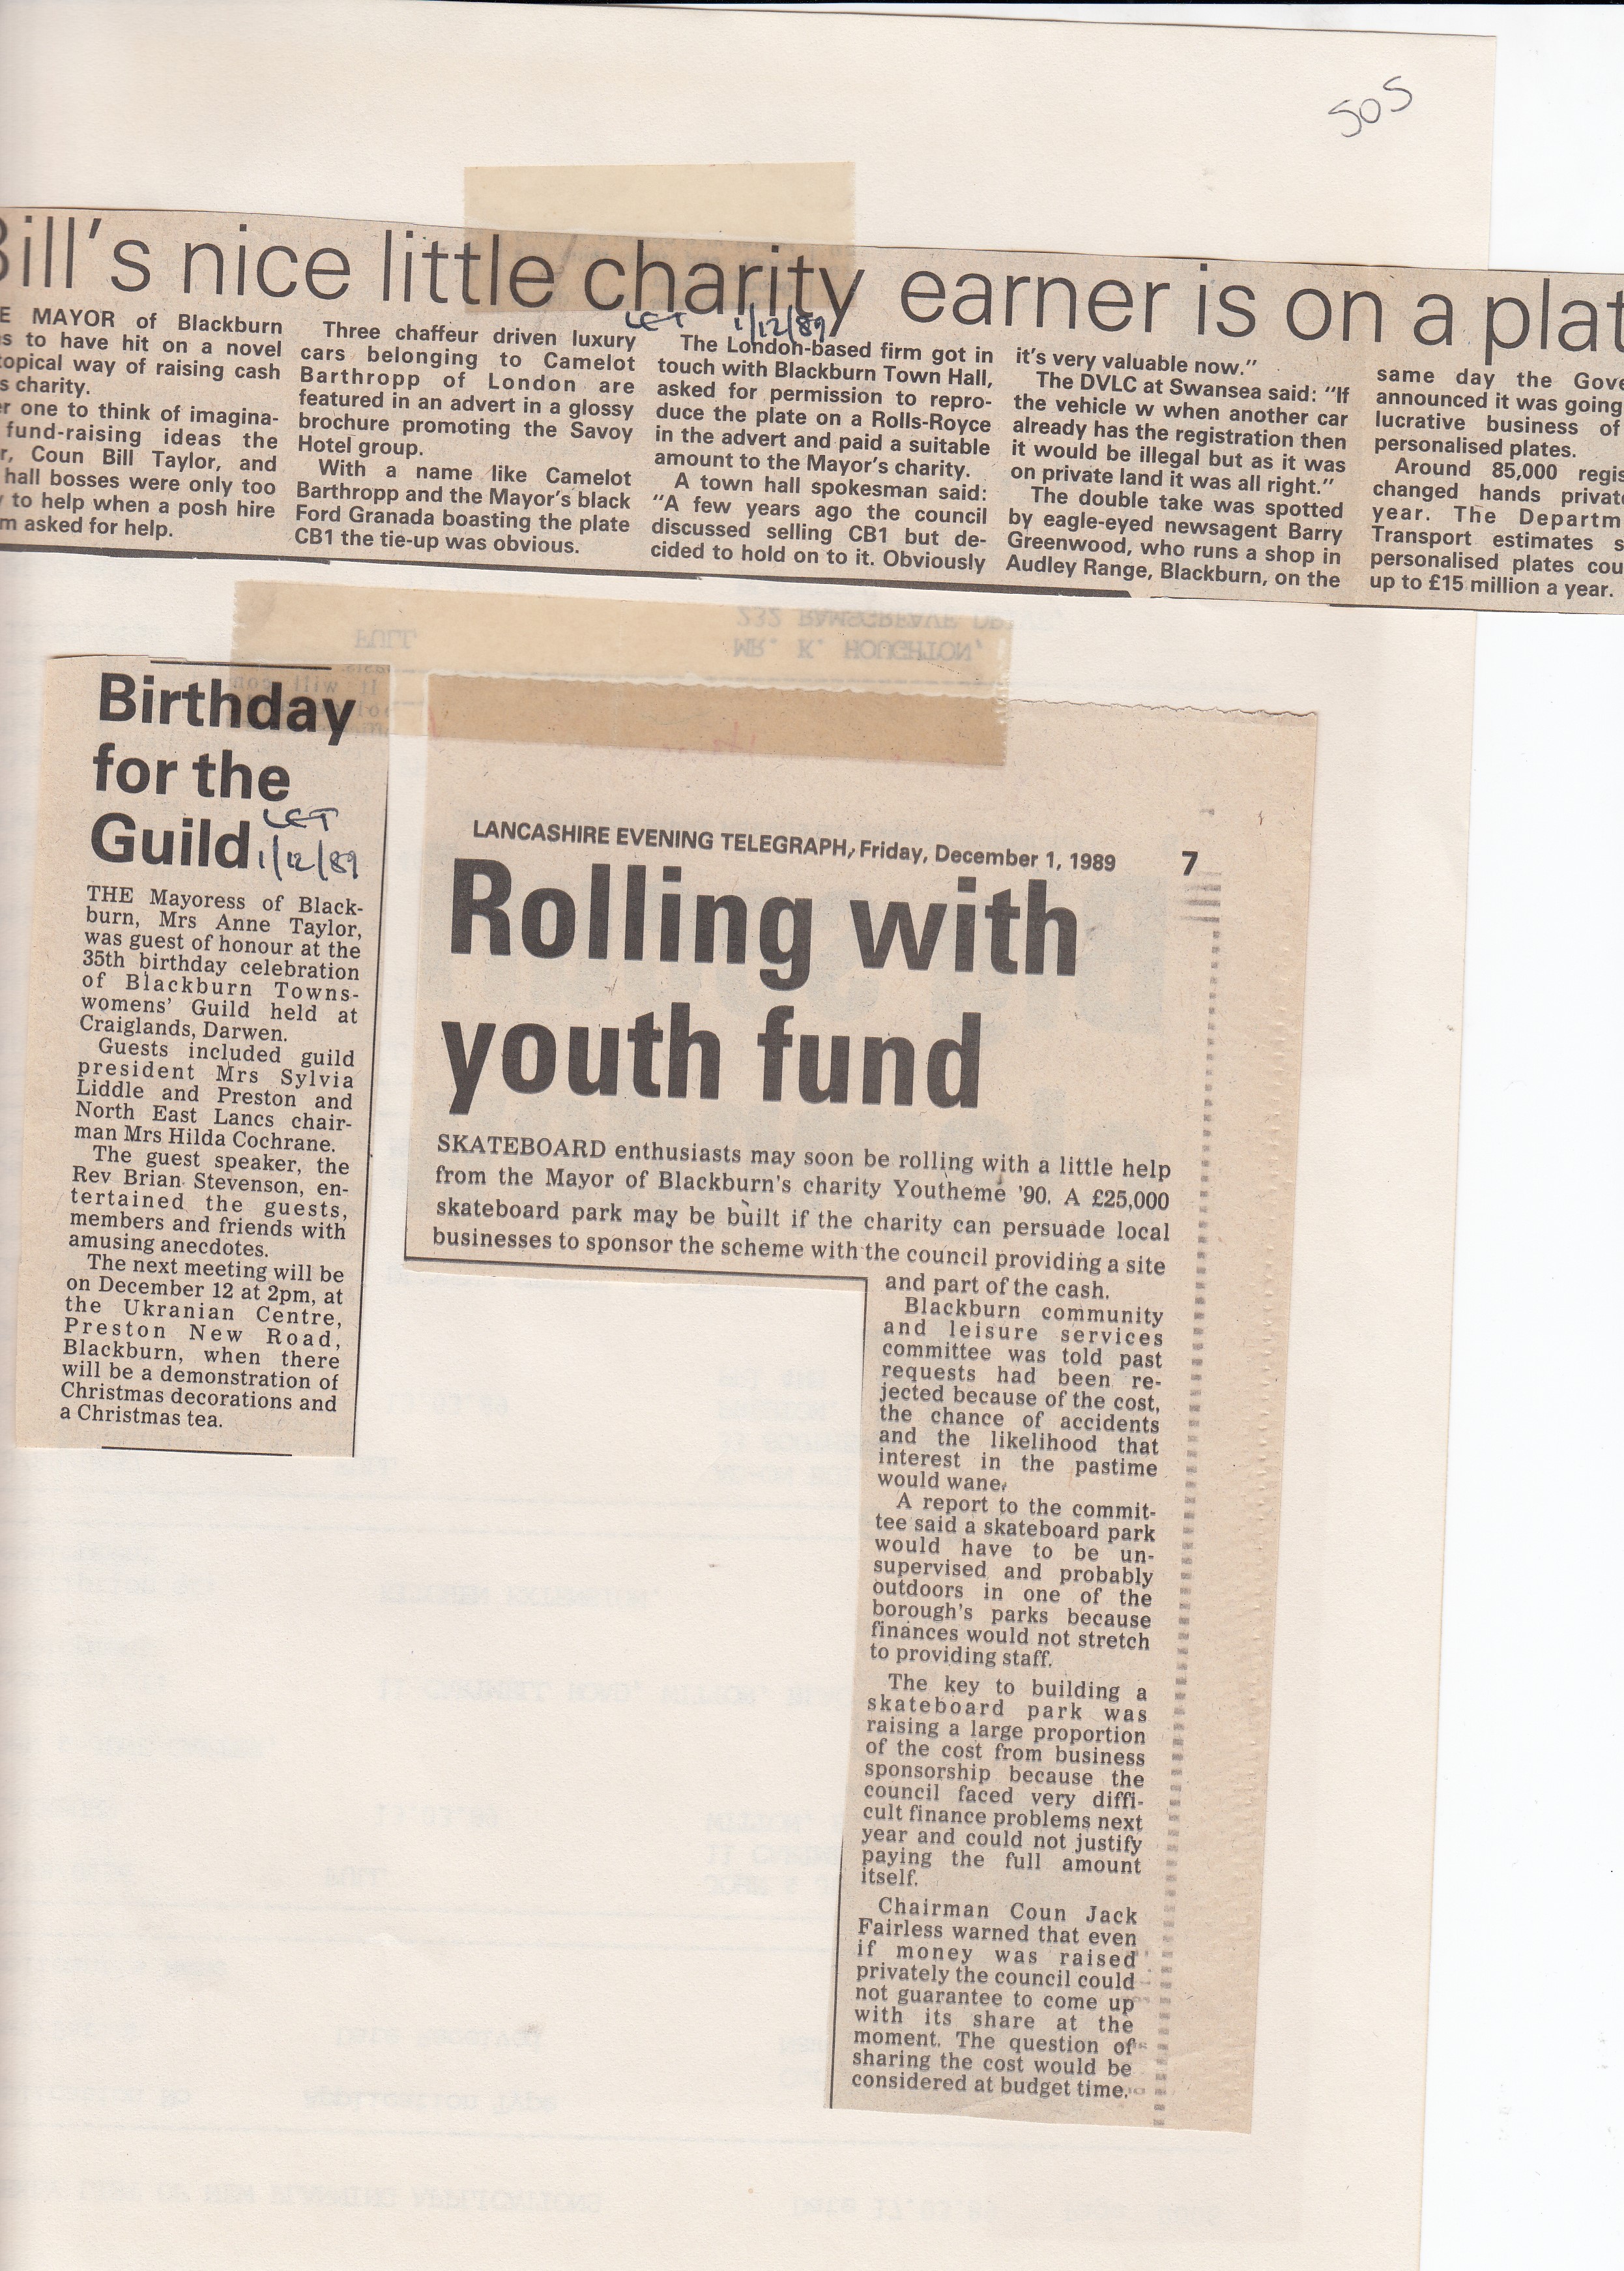 505
Bill's nice little charity earner is on a plat
LET 1/12/89
E MAYOR of Blackburn
s to have hit on a novel
topical way of raising cash
s charity.
r one to think of imagina-
fund-raising ideas the
r, Coun Bill Taylor, and
hall bosses were only too
y to help when a posh hire
m asked for help.
Three chaffeur driven luxury
cars belonging to Camelot
Barthropp of London are
featured in an advert in a glossy
brochure promoting the Savoy
Hotel group.
With a name like Camelot
Barthropp and the Mayor's black
Ford Granada boasting the plate
CB1 the tie-up was obvious.
The London-based firm got in
touch with Blackburn Town Hall,
asked for permission to repro-
duce the plate on a Rolls-Royce
in the advert and paid a suitable
amount to the Mayor's charity.
A town hall spokesman said:
"A few years ago the council
discussed selling CB1 but de-
cided to hold on to it. Obviously
it's very valuable now."
The DVLC at Swansea said: "If
the vehicle w when another car
already has the registration then
it would be illegal but as it was
on private land it was all right."
The double take was spotted
by eagle-eyed newsagent Barry
Greenwood, who runs a shop in
Audley Range, Blackburn, on the
same day the Gove
announced it was going
lucrative business of
personalised plates.
Around 85,000 regis
changed hands private
year. The Departm
Transport estimates s
personalised plates cou
up to £15 million a year.
232 RAMSGREAVE DRIVE,
FULL
MR. K. HOUGHTON,
Birthday
for the
Guild
LET
1/12/89
THE Mayoress of Black-
burn, Mrs Anne Taylor,
was guest of honour at the
35th birthday celebration
of Blackburn Towns-
womens' Guild held at
Craiglands, Darwen.
Guests included guild
president Mrs Sylvia
Liddle and Preston and
North East Lancs chair-
man Mrs Hilda Cochrane.
The guest speaker, the
Rev Brian Stevenson, en-
tertained the guests,
members and friends with
amusing anecdotes.
The next meeting will be
on December 12 at 2pm, at
the Ukranian Centre,
Preston New Road,
Blackburn, when there
will be a demonstration of
Christmas decorations and
a Christmas tea.
LANCASHIRE EVENING TELEGRAPH, Friday, December 1, 1989 7
Rolling with
youth fund
SKATEBOARD enthusiasts may soon be rolling with a little help
from the Mayor of Blackburn's charity Youtheme '90. A £25,000
skateboard park may be built if the charity can persuade local
businesses to sponsor the scheme with the council providing a site
and part of the cash.
Blackburn community
and leisure services
committee was told past
requests had been re-
jected because of the cost,
the chance of accidents
and the likelihood that
interest in the pastime
would wane.
A report to the commit-
tee said a skateboard park
would have to be un-
supervised and probably
outdoors in one of the
borough's parks because
finances would not stretch
to providing staff.
The key to building a
skateboard park was
raising a large proportion
of the cost from business
sponsorship because the
council faced very diffi-
cult finance problems next
year and could not justify
paying the full amount
itself.
Chairman Coun Jack
Fairless warned that even
if money was raised
privately the council could
not guarantee to come up
with its share at the
moment. The question of
sharing the cost would be
considered at budget time.